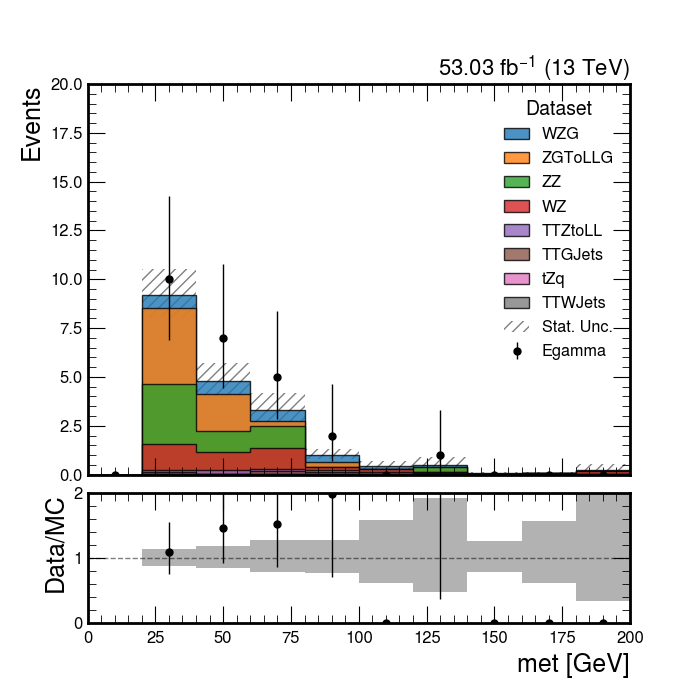 53.03 fb⁻¹ (13 TeV)
Events
20.0
17.5
15.0
12.5
10.0
7.5
5.0
2.5
0.0
Dataset
WZG
ZGToLLG
ZZ
WZ
TTZtoLL
TTGJets
tZq
TTWJets
Stat. Unc.
Egamma
Data/MC
2
1
0
0 25 50 75 100 125 150 175 200
met [GeV]